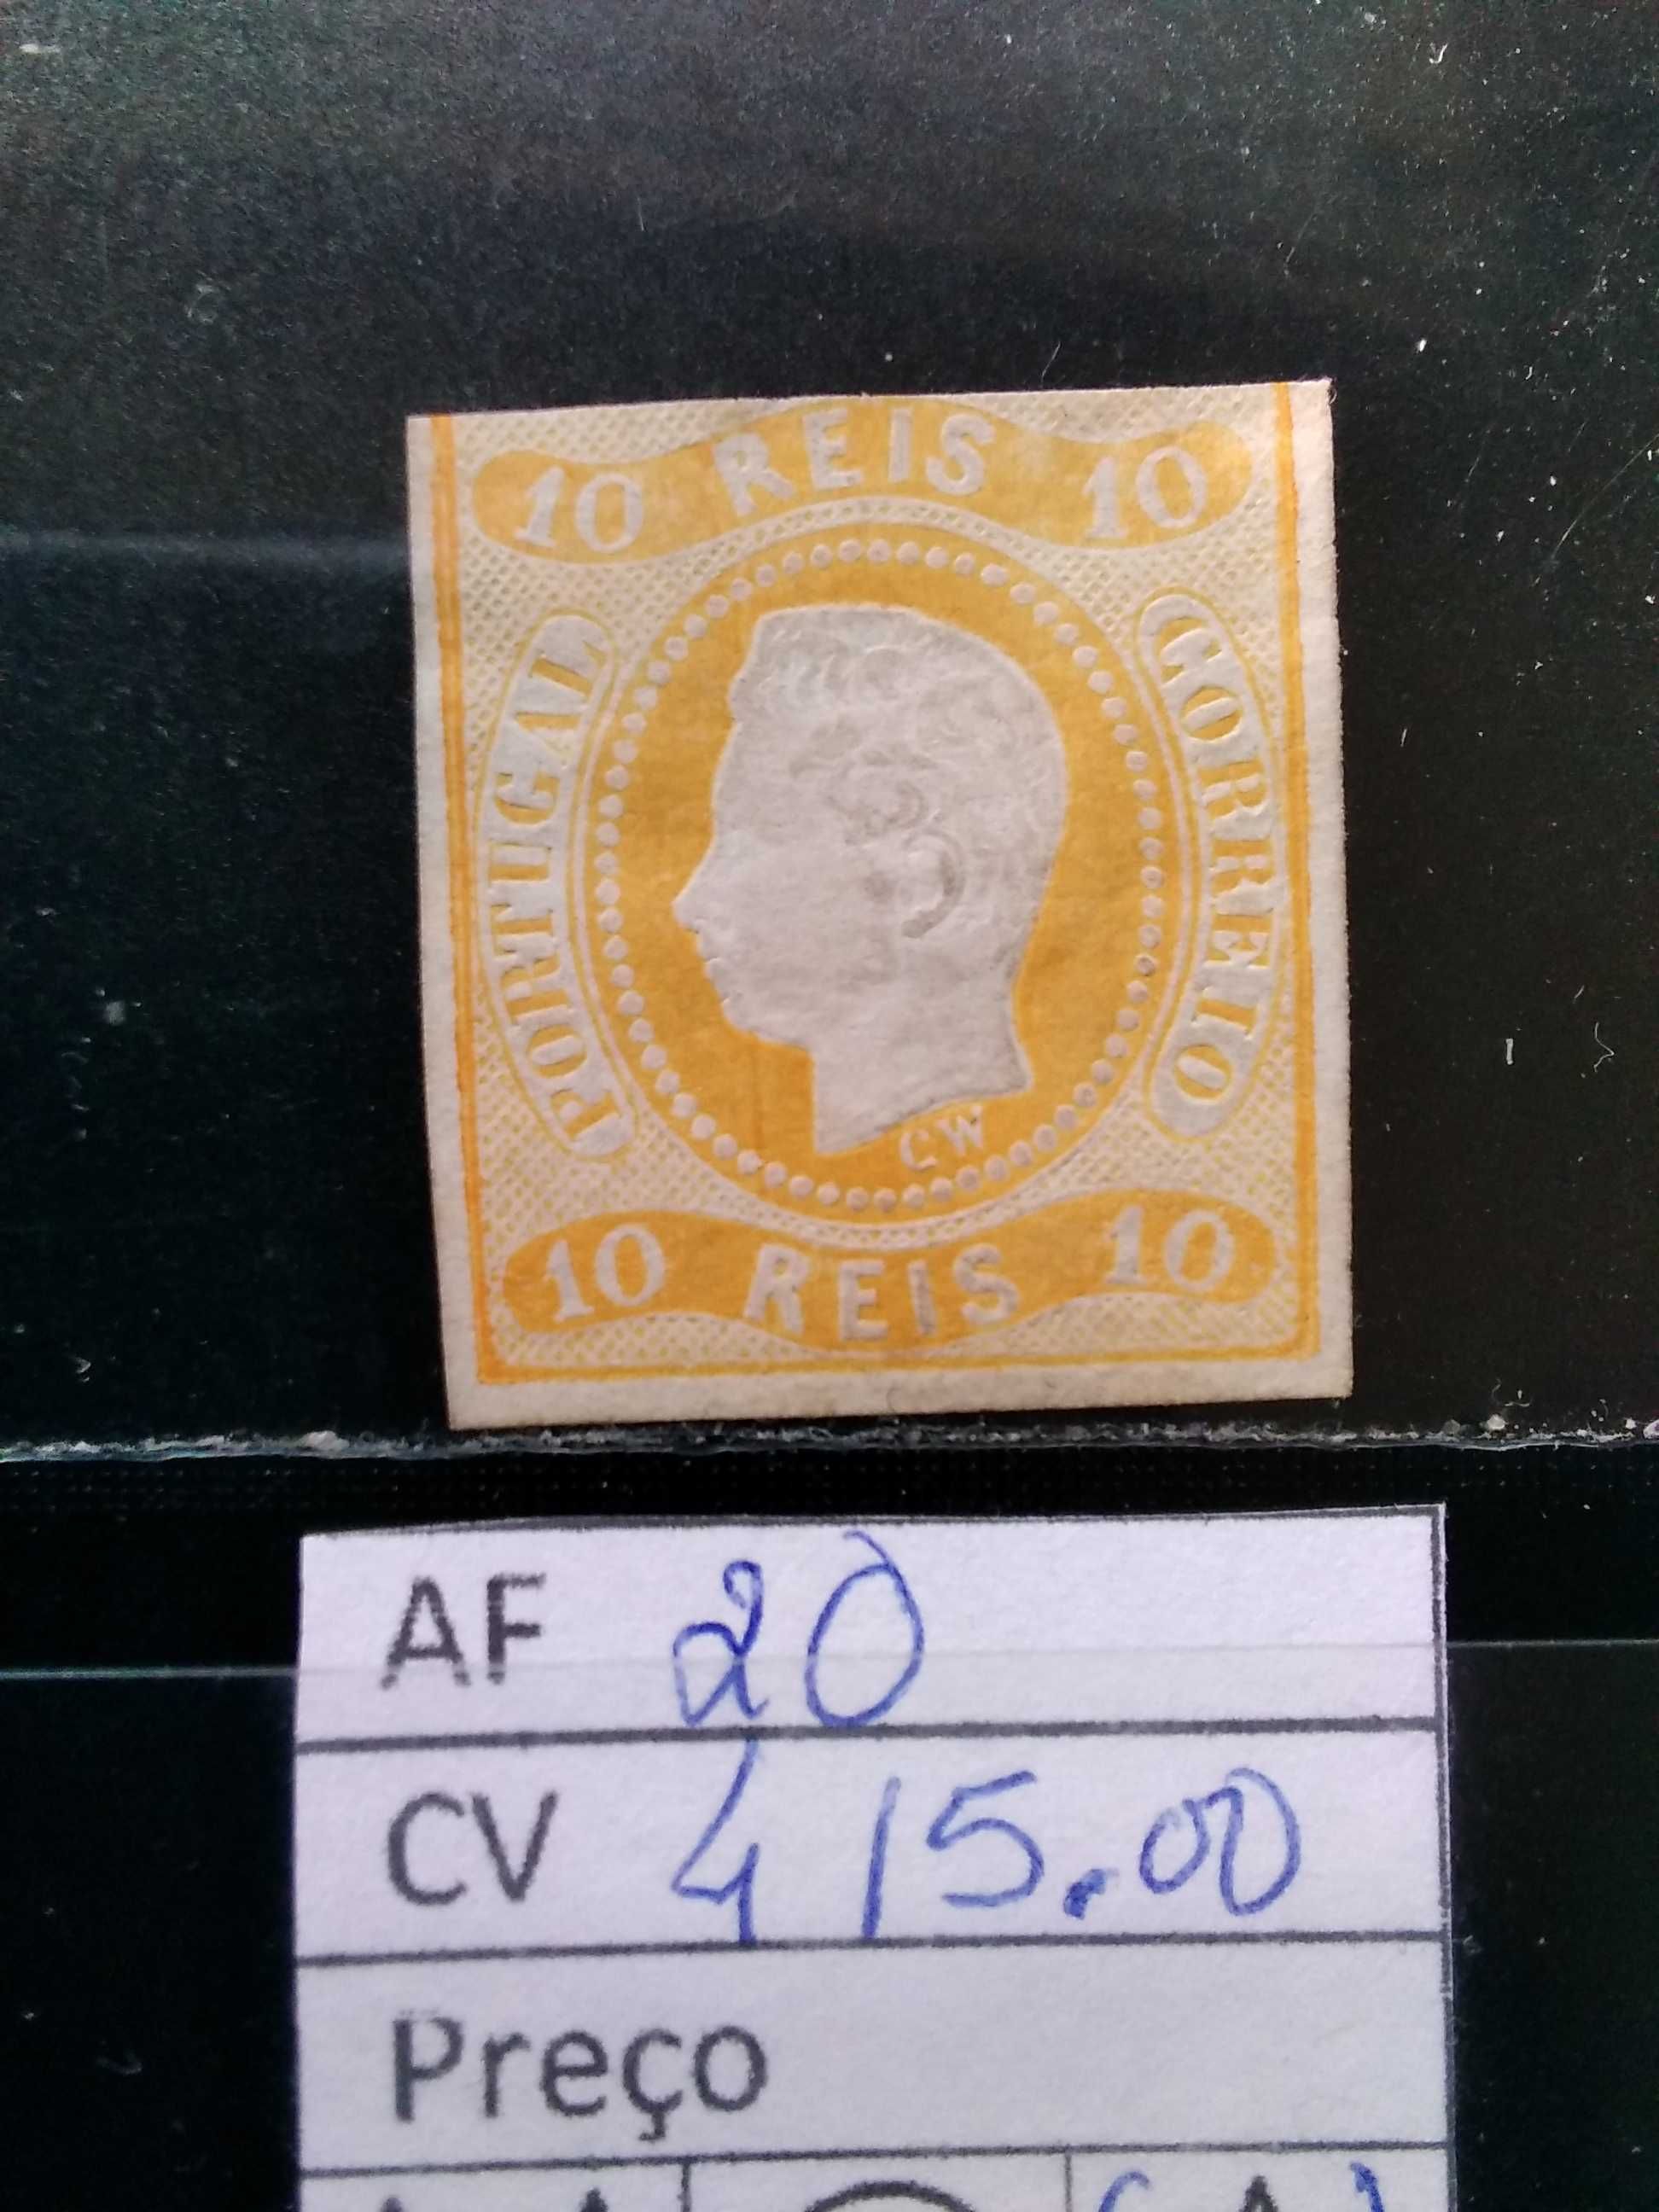 10 REIS 10
PORTUGAL
CORREIO
CW
10 REIS 10
AF 20
CV 415.00
Preço